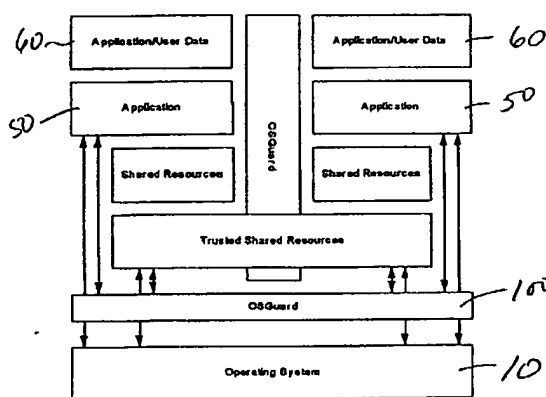 60 Application/User Data Application/User Data 60
50 Application Application 50
OSGuard
Shared Resources Shared Resources
Trusted Shared Resources
OSGuard 100
Operating System 10